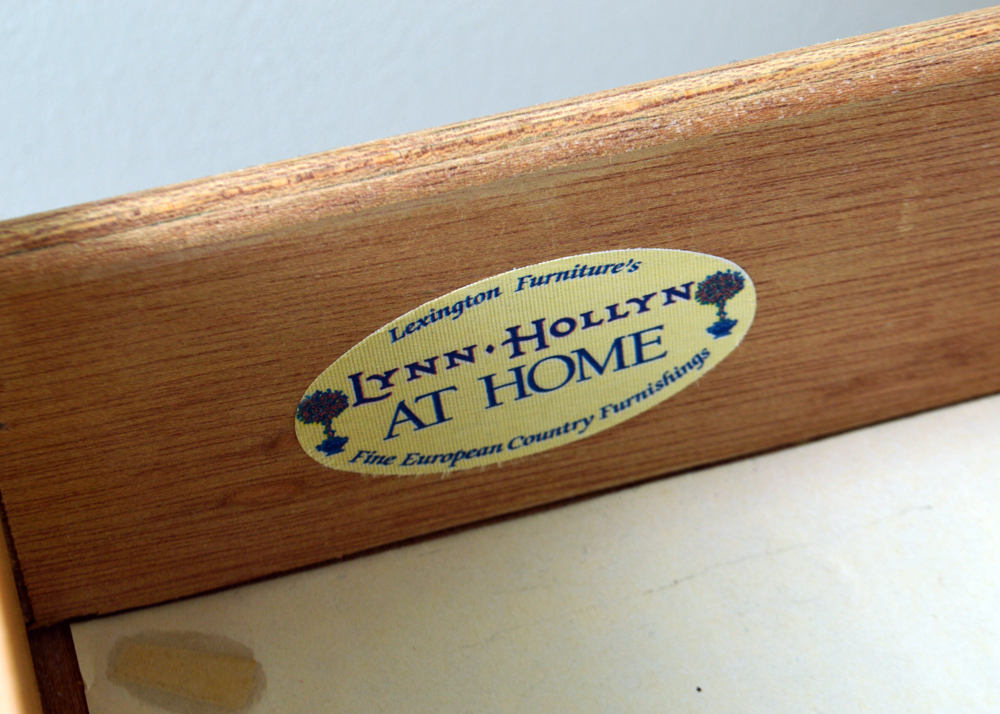 Lexington Furniture's
LYNN·HOLLYN
AT HOME
Fine European Country Furnishings